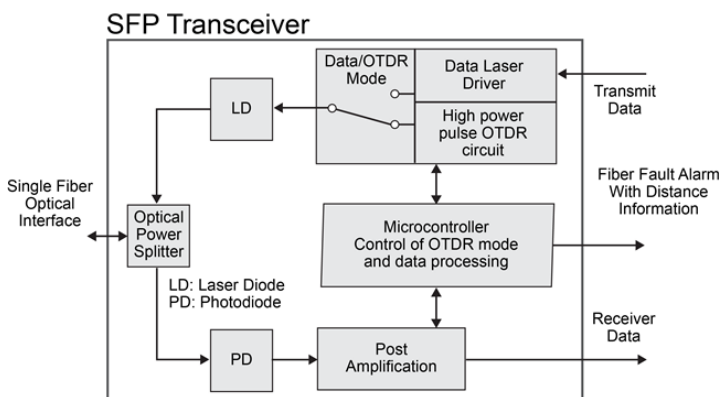 SFP Transceiver
Data/OTDR
Mode
Data Laser
Driver
High power
pulse OTDR
circuit
LD
Transmit
Data
Single Fiber
Optical
Interface
Optical
Power
Splitter
Microcontroller
Control of OTDR mode
and data processing
Fiber Fault Alarm
With Distance
Information
LD: Laser Diode
PD: Photodiode
PD
Post
Amplification
Receiver
Data